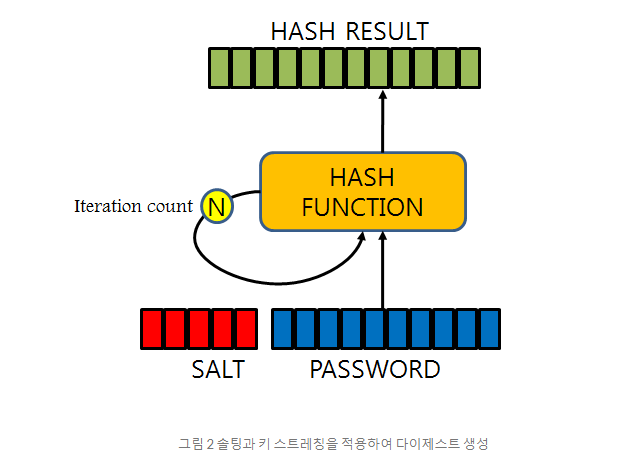 HASH RESULT
HASH
FUNCTION
Iteration count N
SALT PASSWORD
그림 2 솔팅과 키 스트레칭을 적용하여 다이제스트 생성